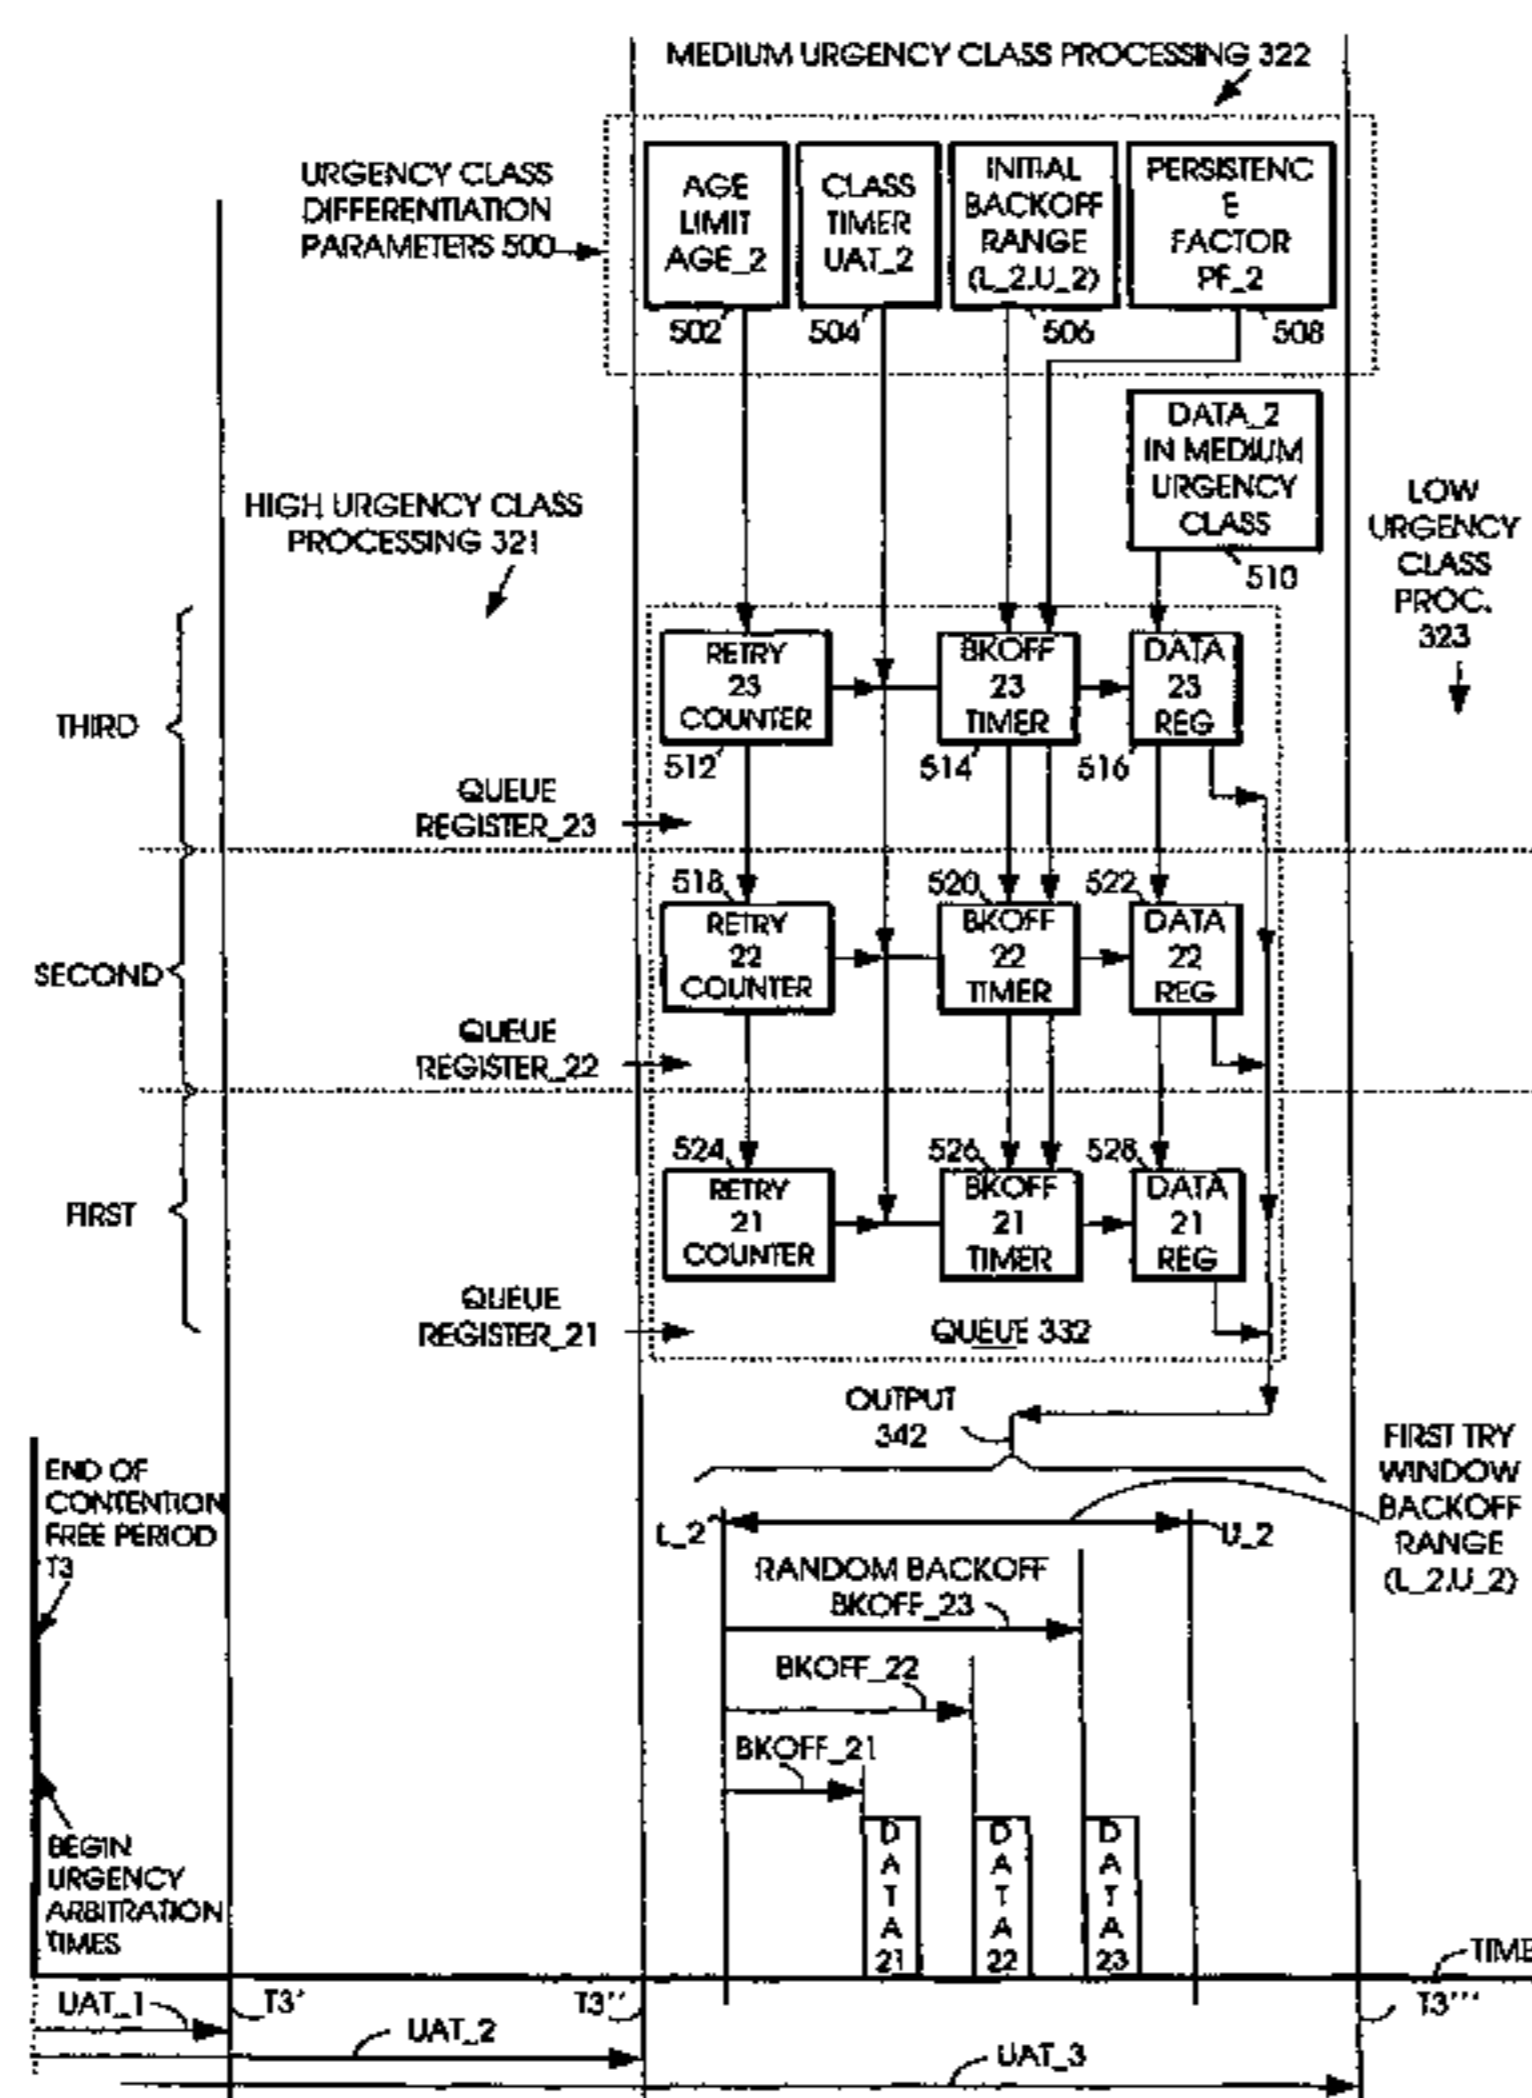 MEDIUM URGENCY CLASS PROCESSING 322
URGENCY CLASS
DIFFERENTIATION
PARAMETERS 500
AGE
LIMIT
AGE_2
502
CLASS
TIMER
UAT_2
504
INITIAL
BACKOFF
RANGE
(L_2,U_2)
506
PERSISTENC
E
FACTOR
PF_2
508
DATA_2
IN MEDIUM
URGENCY
CLASS
510
HIGH URGENCY CLASS
PROCESSING 321
LOW
URGENCY
CLASS
PROC.
323
THIRD
RETRY
23
COUNTER
512
BKOFF
23
TIMER
514
DATA
23
REG
516
QUEUE
REGISTER_23
SECOND
518
RETRY
22
COUNTER
520
BKOFF
22
TIMER
522
DATA
22
REG
QUEUE
REGISTER_22
FIRST
524
RETRY
21
COUNTER
526
BKOFF
21
TIMER
528
DATA
21
REG
QUEUE
REGISTER_21
QUEUE 332
OUTPUT
342
FIRST TRY
WINDOW
BACKOFF
RANGE
(L_2,U_2)
END OF
CONTENTION
FREE PERIOD
T3
L_2
U_2
RANDOM BACKOFF
BKOFF_23
BKOFF_22
BKOFF_21
BEGIN
URGENCY
ARBITRATION
TIMES
DATA 21
DATA 22
DATA 23
TIME
UAT_1
T3'
T3''
T3'''
UAT_2
UAT_3